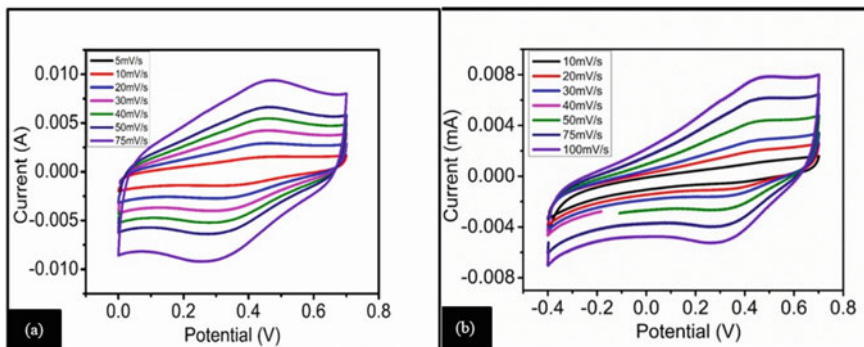 5mV/s
10mV/s
20mV/s
30mV/s
40mV/s
50mV/s
75mV/s
0.010
0.005
0.000
-0.005
-0.010
Current (A)
0.0 0.2 0.4 0.6 0.8
Potential (V)
(a)
10mV/s
20mV/s
30mV/s
40mV/s
50mV/s
75mV/s
100mV/s
0.008
0.004
0.000
-0.004
-0.008
Current (mA)
-0.4 -0.2 0.0 0.2 0.4 0.6 0.8
Potential (V)
(b)